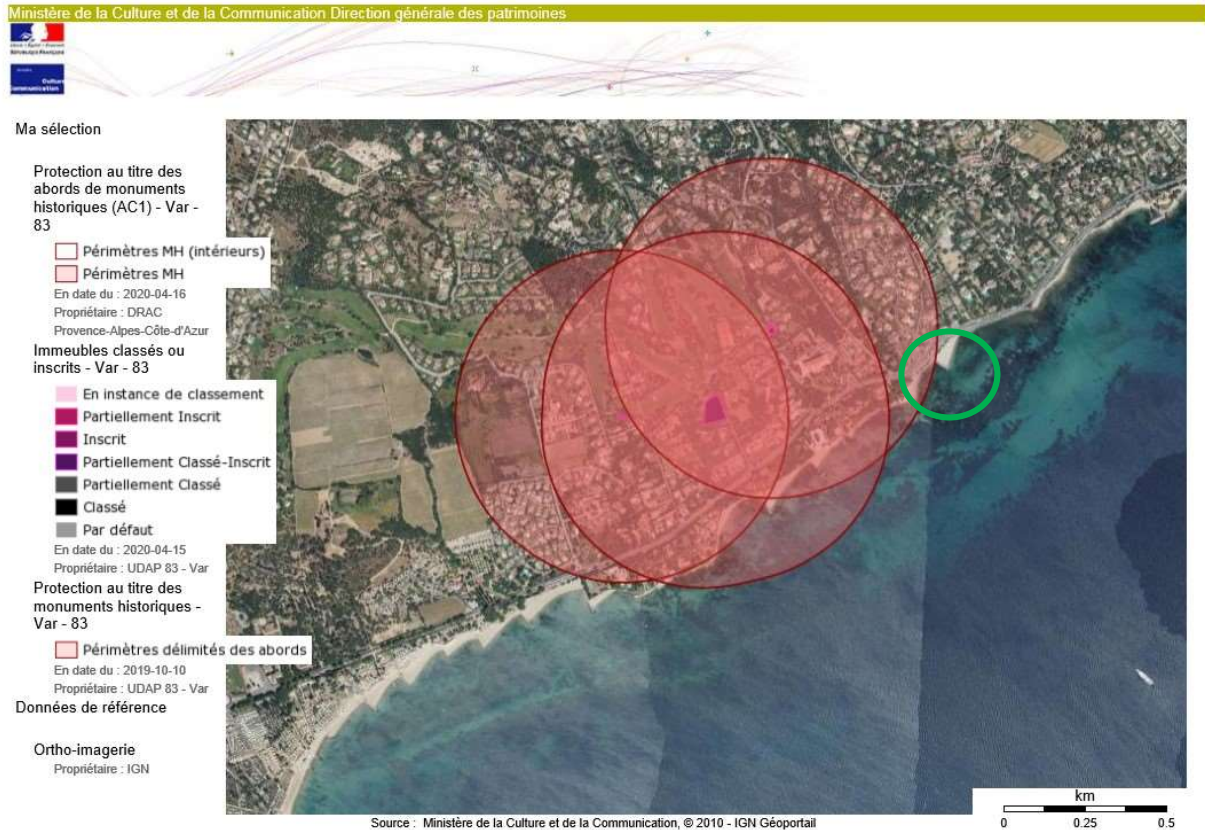 Ministère de la Culture et de la Communication Direction générale des patrimoines
RÉPUBLIQUE FRANÇAISE
Culture
Communication
Ma sélection
Protection au titre des
abords de monuments
historiques (AC1) - Var -
83
Périmètres MH (intérieurs)
Périmètres MH
En date du : 2020-04-16
Propriétaire : DRAC
Provence-Alpes-Côte-d'Azur
Immeubles classés ou
inscrits - Var - 83
En instance de classement
Partiellement Inscrit
Inscrit
Partiellement Classé-Inscrit
Partiellement Classé
Classé
Par défaut
En date du : 2020-04-15
Propriétaire : UDAP 83 - Var
Protection au titre des
monuments historiques -
Var - 83
Périmètres délimités des abords
En date du : 2019-10-10
Propriétaire : UDAP 83 - Var
Données de référence
Ortho-imagerie
Propriétaire : IGN
km
0 0.25 0.5
Source : Ministère de la Culture et de la Communication, © 2010 - IGN Géoportail